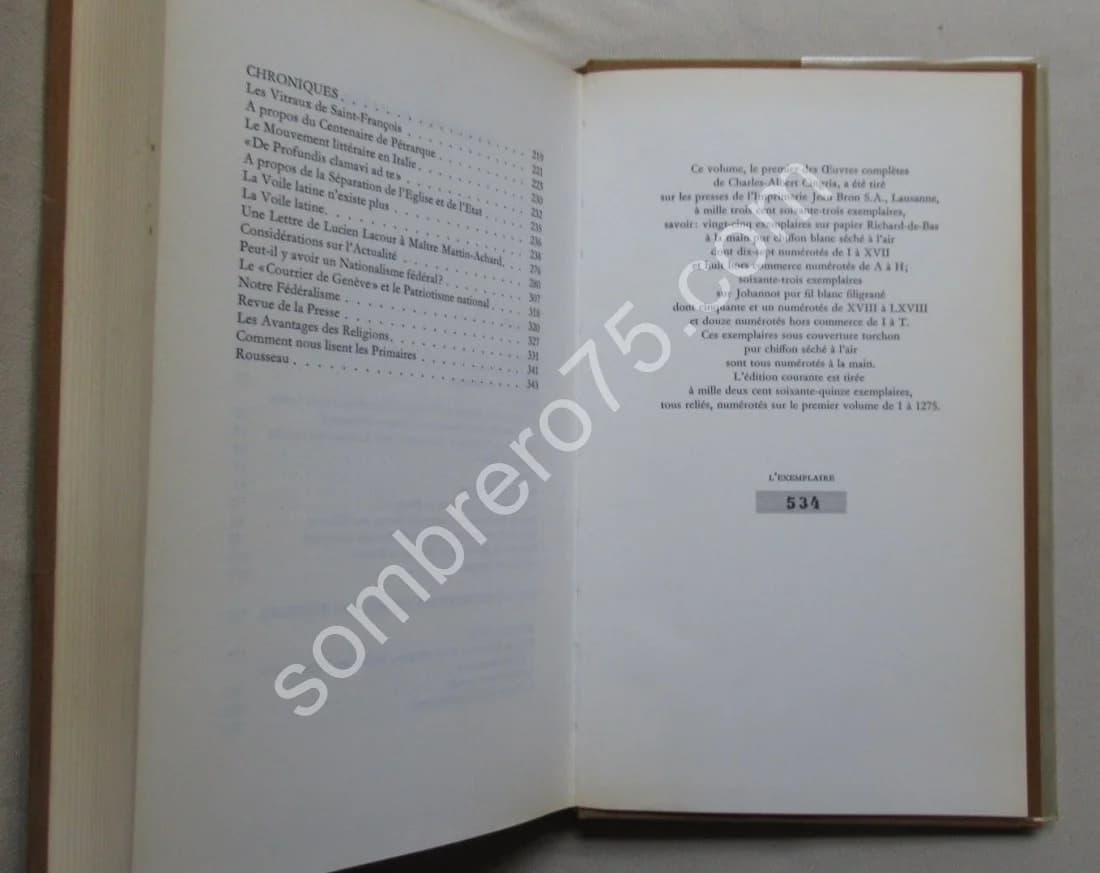 CHRONIQUES . . . . . . . . . . . . 219
Les Vitraux de Saint-François . . . . . . . . 221
A propos du Centenaire de Pétrarque . . . . . . . 223
Le Mouvement littéraire en Italie . . . . . . . . 230
«De Profundis clamavi ad te» . . . . . . . . 232
A propos de la Séparation de l'Eglise et de l'Etat . . . . 235
La Voile latine n'existe plus . . . . . . . . 236
La Voile latine . . . . . . . . . . . 238
Une Lettre de Lucien Lacour à Maître Martin-Achard . . 276
Considérations sur l'Actualité . . . . . . . . 280
Peut-il y avoir un Nationalisme fédéral? . . . . . . 307
Le «Courrier de Genève» et le Patriotisme national . . . 318
Notre Fédéralisme . . . . . . . . . . 320
Revue de la Presse . . . . . . . . . . 327
Les Avantages des Religions . . . . . . . . 331
Comment nous lisent les Primaires . . . . . . . 341
Rousseau . . . . . . . . . . . . 343
Ce volume, le premier des Œuvres complètes
de Charles-Albert Cingria, a été tiré
sur les presses de l'Imprimerie Jean Bron S.A., Lausanne,
à mille trois cent soixante-trois exemplaires,
savoir: vingt-cinq exemplaires sur papier Richard-de-Bas
à la main pur chiffon blanc séché à l'air
dont dix-sept numérotés de I à XVII
et huit hors commerce numérotés de A à H;
soixante-trois exemplaires
sur Johannot pur fil blanc filigrané
dont cinquante et un numérotés de XVIII à LXVIII
et douze numérotés hors commerce de I à T.
Ces exemplaires sous couverture torchon
pur chiffon séché à l'air
sont tous numérotés à la main.
L'édition courante est tirée
à mille deux cent soixante-quinze exemplaires,
tous reliés, numérotés sur le premier volume de 1 à 1275.
L'EXEMPLAIRE
534
sombrero75.com